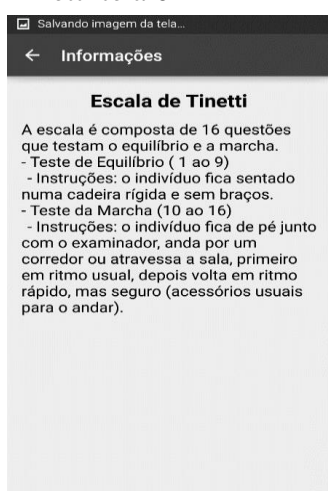 Salvando imagem da tela...
Informações
Escala de Tinetti
A escala é composta de 16 questões
que testam o equilíbrio e a marcha.
- Teste de Equilíbrio ( 1 ao 9)
- Instruções: o indivíduo fica sentado
numa cadeira rígida e sem braços.
- Teste da Marcha (10 ao 16)
- Instruções: o indivíduo fica de pé junto
com o examinador, anda por um
corredor ou atravessa a sala, primeiro
em ritmo usual, depois volta em ritmo
rápido, mas seguro (acessórios usuais
para o andar).